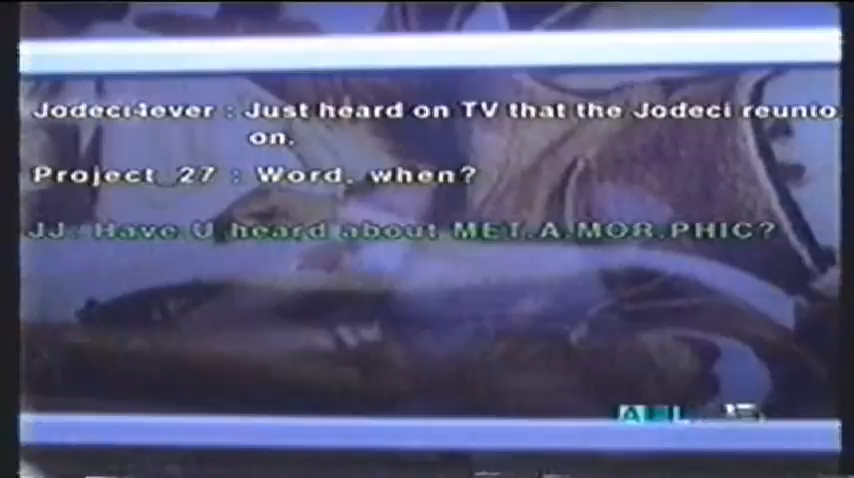 Jodeci4ever : Just heard on TV that the Jodeci reunio
on.
Project_27 : Word, when?
JJ: Have U heard about MET.A.MOR.PHIC?